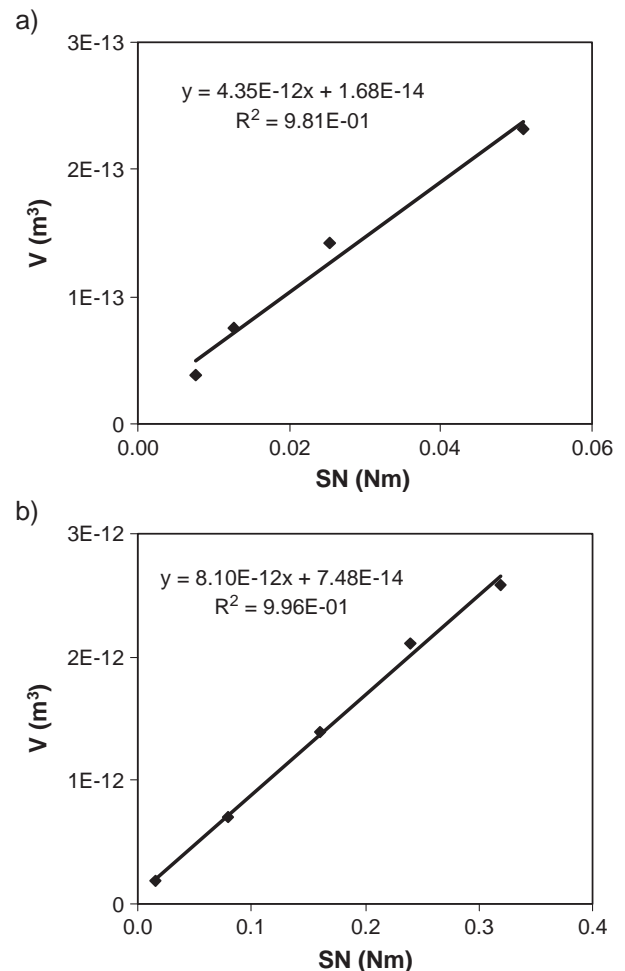 a)
3E-13
y = 4.35E-12x + 1.68E-14
R² = 9.81E-01
2E-13
V (m³)
1E-13
0
0.00 0.02 0.04 0.06
SN (Nm)
b)
3E-12
y = 8.10E-12x + 7.48E-14
R² = 9.96E-01
2E-12
V (m³)
1E-12
0
0.0 0.1 0.2 0.3 0.4
SN (Nm)